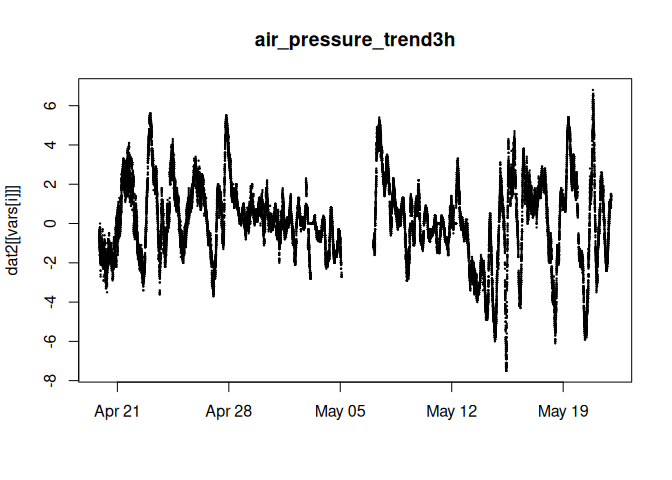 air_pressure_trend3h
dat2[[vars[i]]]
6
4
2
0
-2
-4
-6
-8
Apr 21
Apr 28
May 05
May 12
May 19